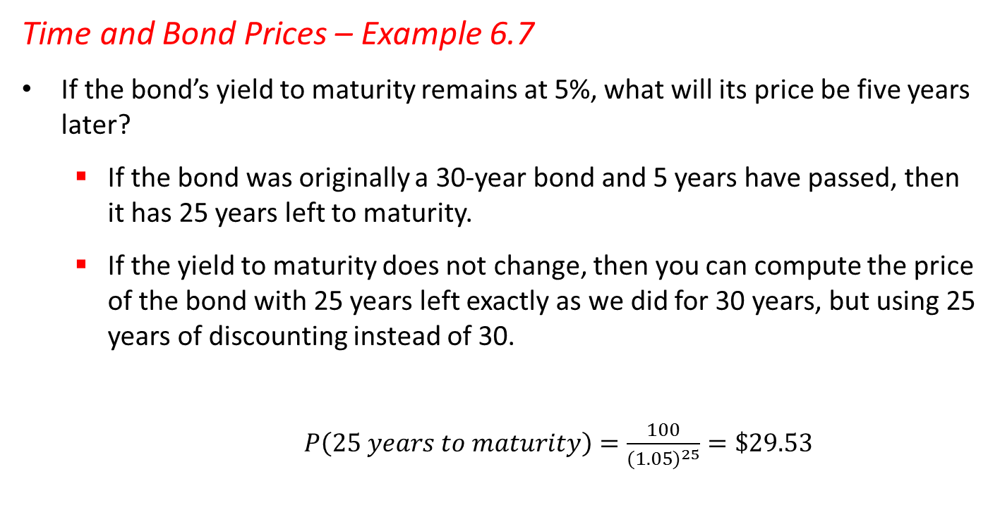 Time and Bond Prices – Example 6.7
• If the bond’s yield to maturity remains at 5%, what will its price be five years
later?
▪ If the bond was originally a 30-year bond and 5 years have passed, then
it has 25 years left to maturity.
▪ If the yield to maturity does not change, then you can compute the price
of the bond with 25 years left exactly as we did for 30 years, but using 25
years of discounting instead of 30.
𝑃(25 𝑦𝑒𝑎𝑟𝑠 𝑡𝑜 𝑚𝑎𝑡𝑢𝑟𝑖𝑡𝑦) = 100/(1.05)²⁵ = $29.53